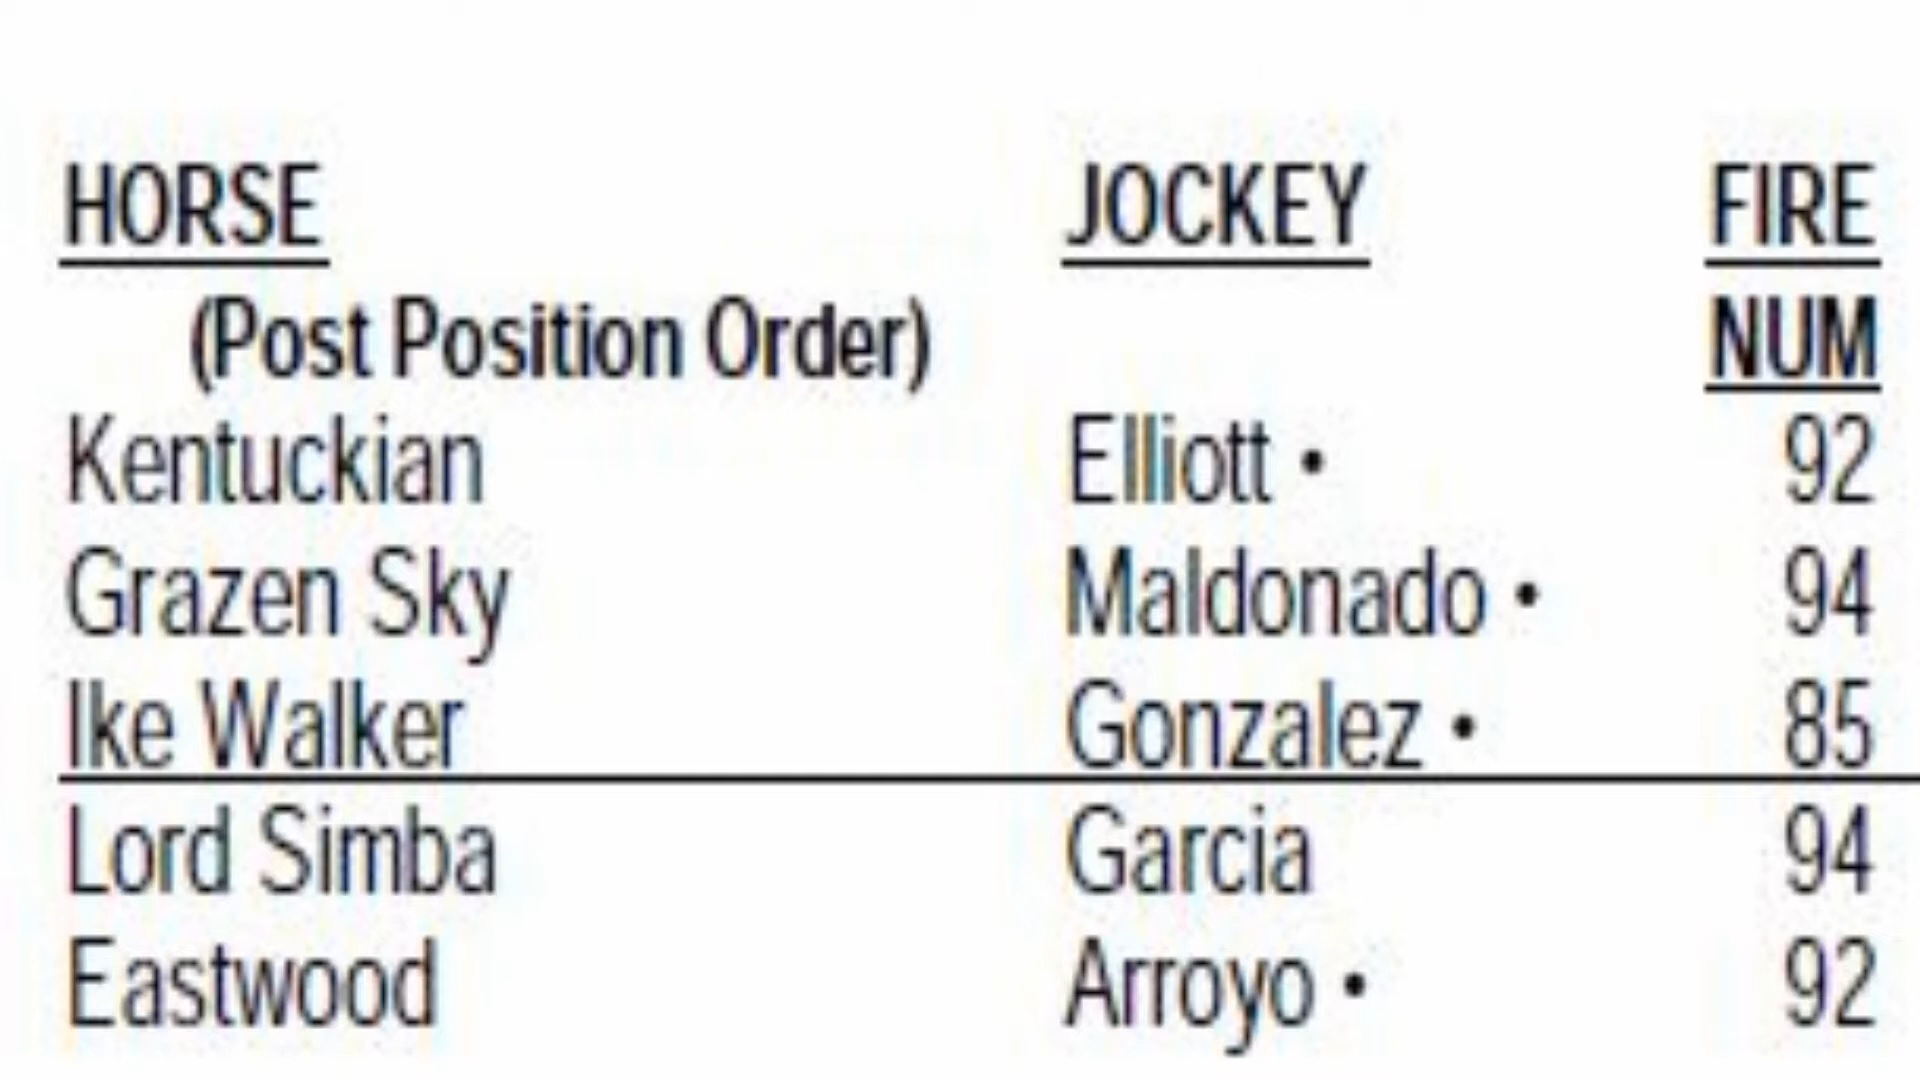 HORSE JOCKEY FIRE
(Post Position Order) NUM
Kentuckian Elliott • 92
Grazen Sky Maldonado • 94
Ike Walker Gonzalez • 85
Lord Simba Garcia 94
Eastwood Arroyo • 92